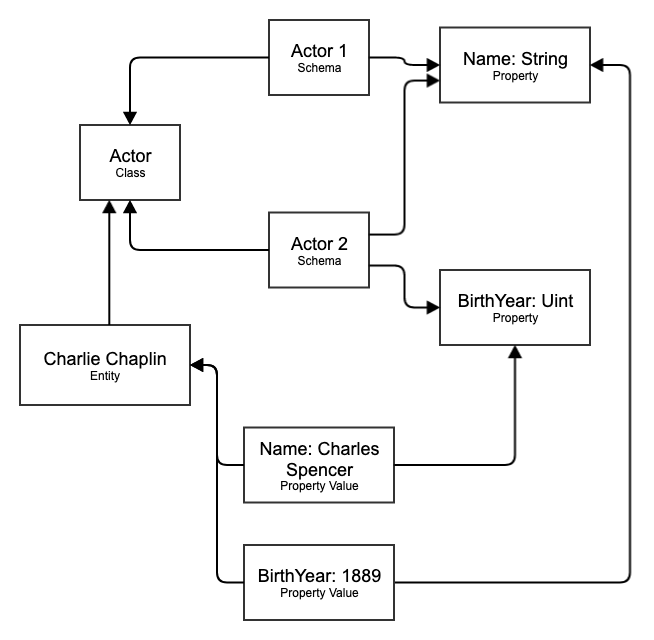 Actor 1
Schema
Name: String
Property
Actor
Class
Actor 2
Schema
BirthYear: Uint
Property
Charlie Chaplin
Entity
Name: Charles
Spencer
Property Value
BirthYear: 1889
Property Value